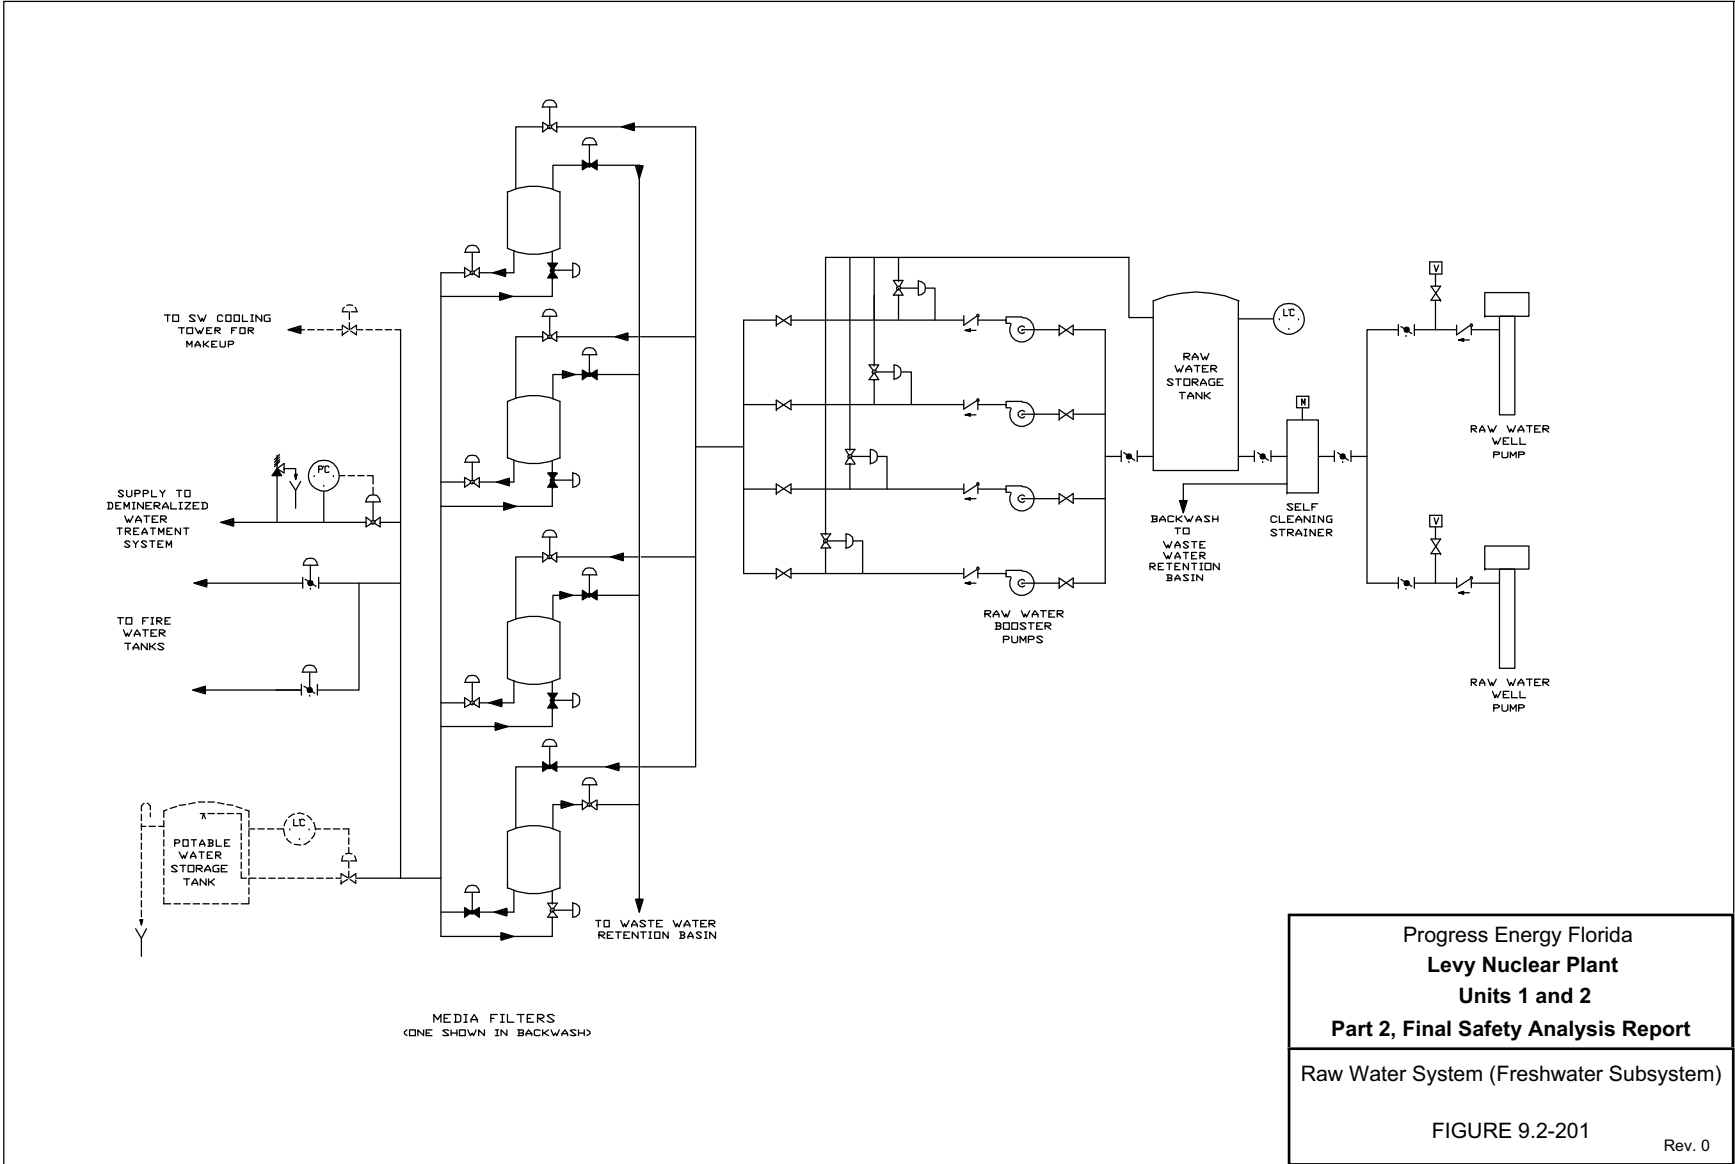 TO SW COOLING
TOWER FOR
MAKEUP
PC
SUPPLY TO
DEMINERALIZED
WATER
TREATMENT
SYSTEM
TO FIRE
WATER
TANKS
LC
POTABLE
WATER
STORAGE
TANK
TO WASTE WATER
RETENTION BASIN
MEDIA FILTERS
(ONE SHOWN IN BACKWASH)
RAW WATER
BOOSTER
PUMPS
RAW
WATER
STORAGE
TANK
LC
M
BACKWASH
TO
WASTE
WATER
RETENTION
BASIN
SELF
CLEANING
STRAINER
V
RAW WATER
WELL
PUMP
V
RAW WATER
WELL
PUMP
Progress Energy Florida
Levy Nuclear Plant
Units 1 and 2
Part 2, Final Safety Analysis Report
Raw Water System (Freshwater Subsystem)
FIGURE 9.2-201
Rev. 0